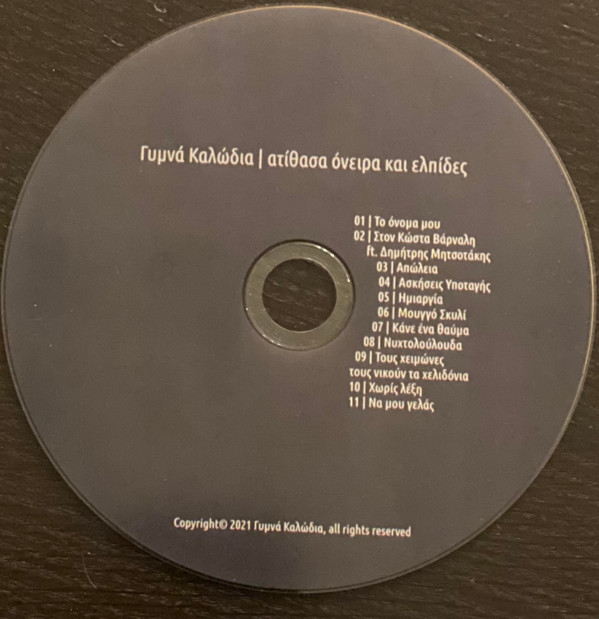 Γυμνά Καλώδια | ατίθασα όνειρα και ελπίδες
01 | Το όνομα μου
02 | Στον Κώστα Βάρναλη
ft. Δημήτρης Μητσοτάκης
03 | Απώλεια
04 | Ασκήσεις Υποταγής
05 | Ημιαργία
06 | Μουγγό Σκυλί
07 | Κάνε ένα θαύμα
08 | Νυχτολούλουδα
09 | Τους χειμώνες
τους νικούν τα χελιδόνια
10 | Χωρίς λέξη
11 | Να μου γελάς
Copyright© 2021 Γυμνά Καλώδια, all rights reserved